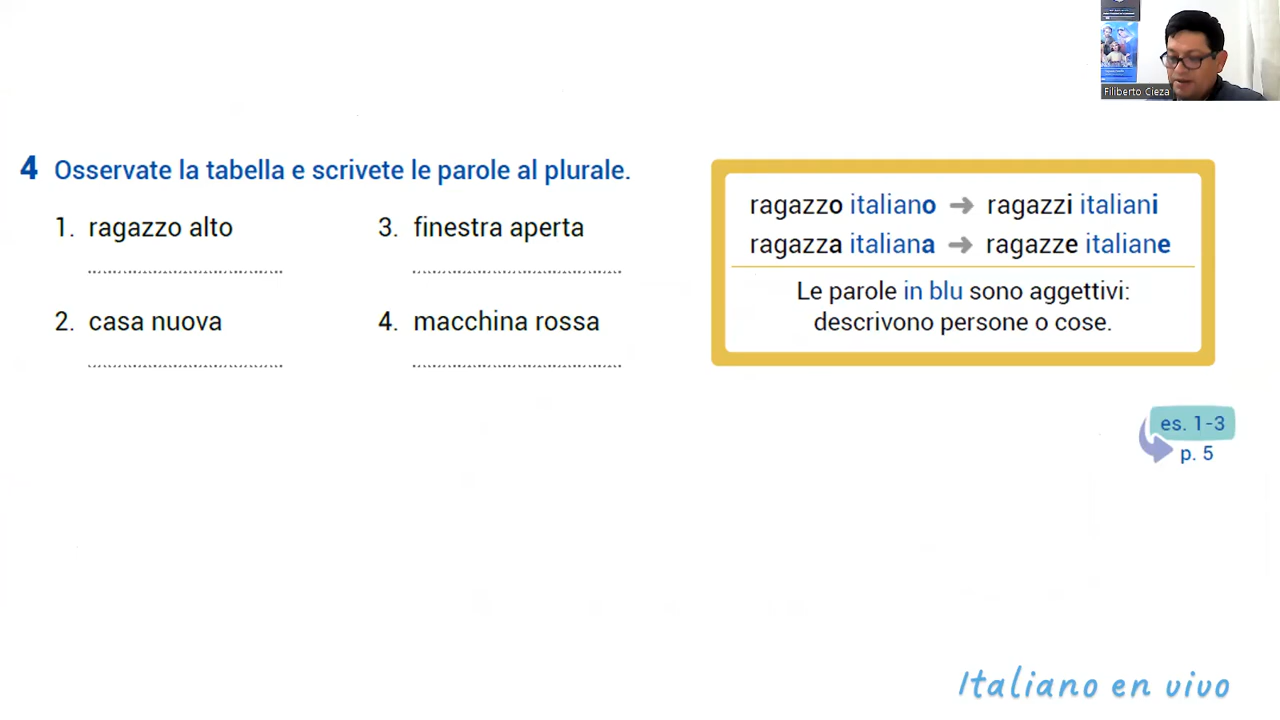 Filiberto Cieza
4 Osservate la tabella e scrivete le parole al plurale.
1. ragazzo alto
3. finestra aperta
2. casa nuova
4. macchina rossa
ragazzo italiano → ragazzi italiani
ragazza italiana → ragazze italiane
Le parole in blu sono aggettivi:
descrivono persone o cose.
es. 1-3
p. 5
Italiano en vivo